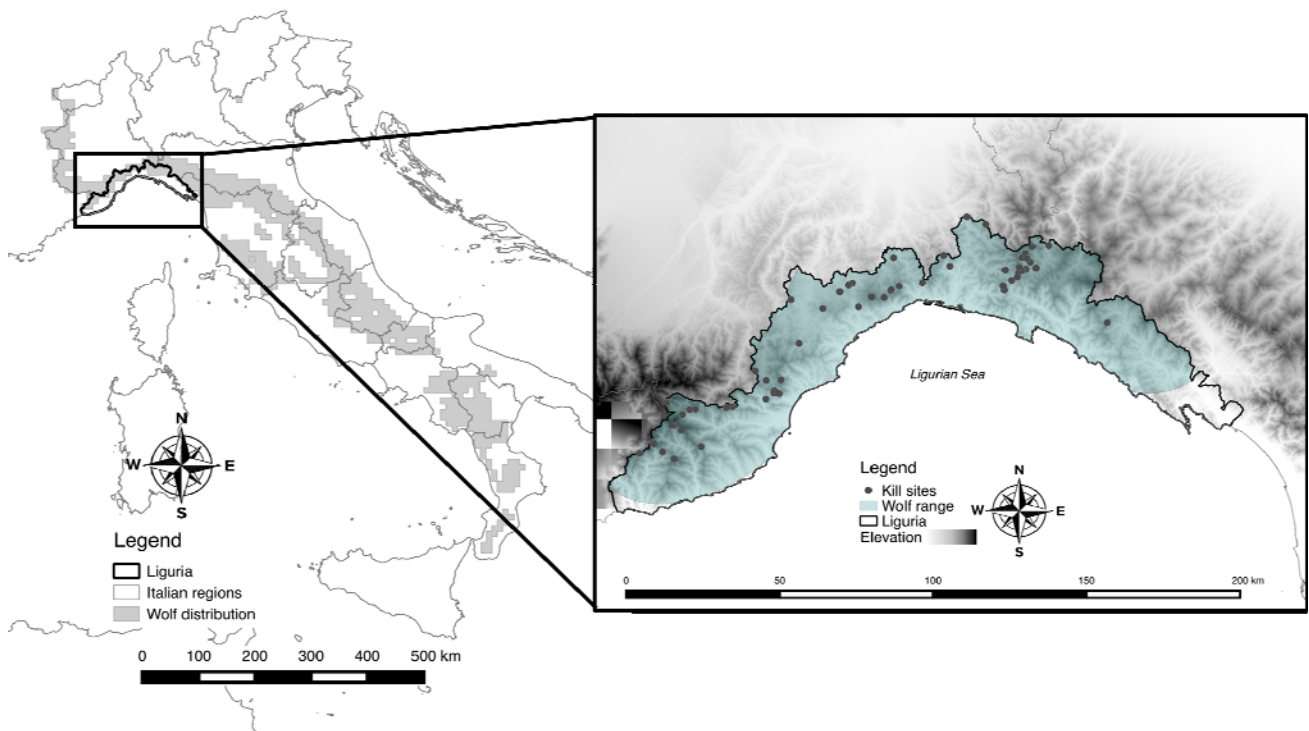 N
W E
S
Legend
Liguria
Italian regions
Wolf distribution
0 100 200 300 400 500 km
Ligurian Sea
Legend
Kill sites
Wolf range
Liguria
Elevation
N
W E
S
0 50 100 150 200 km